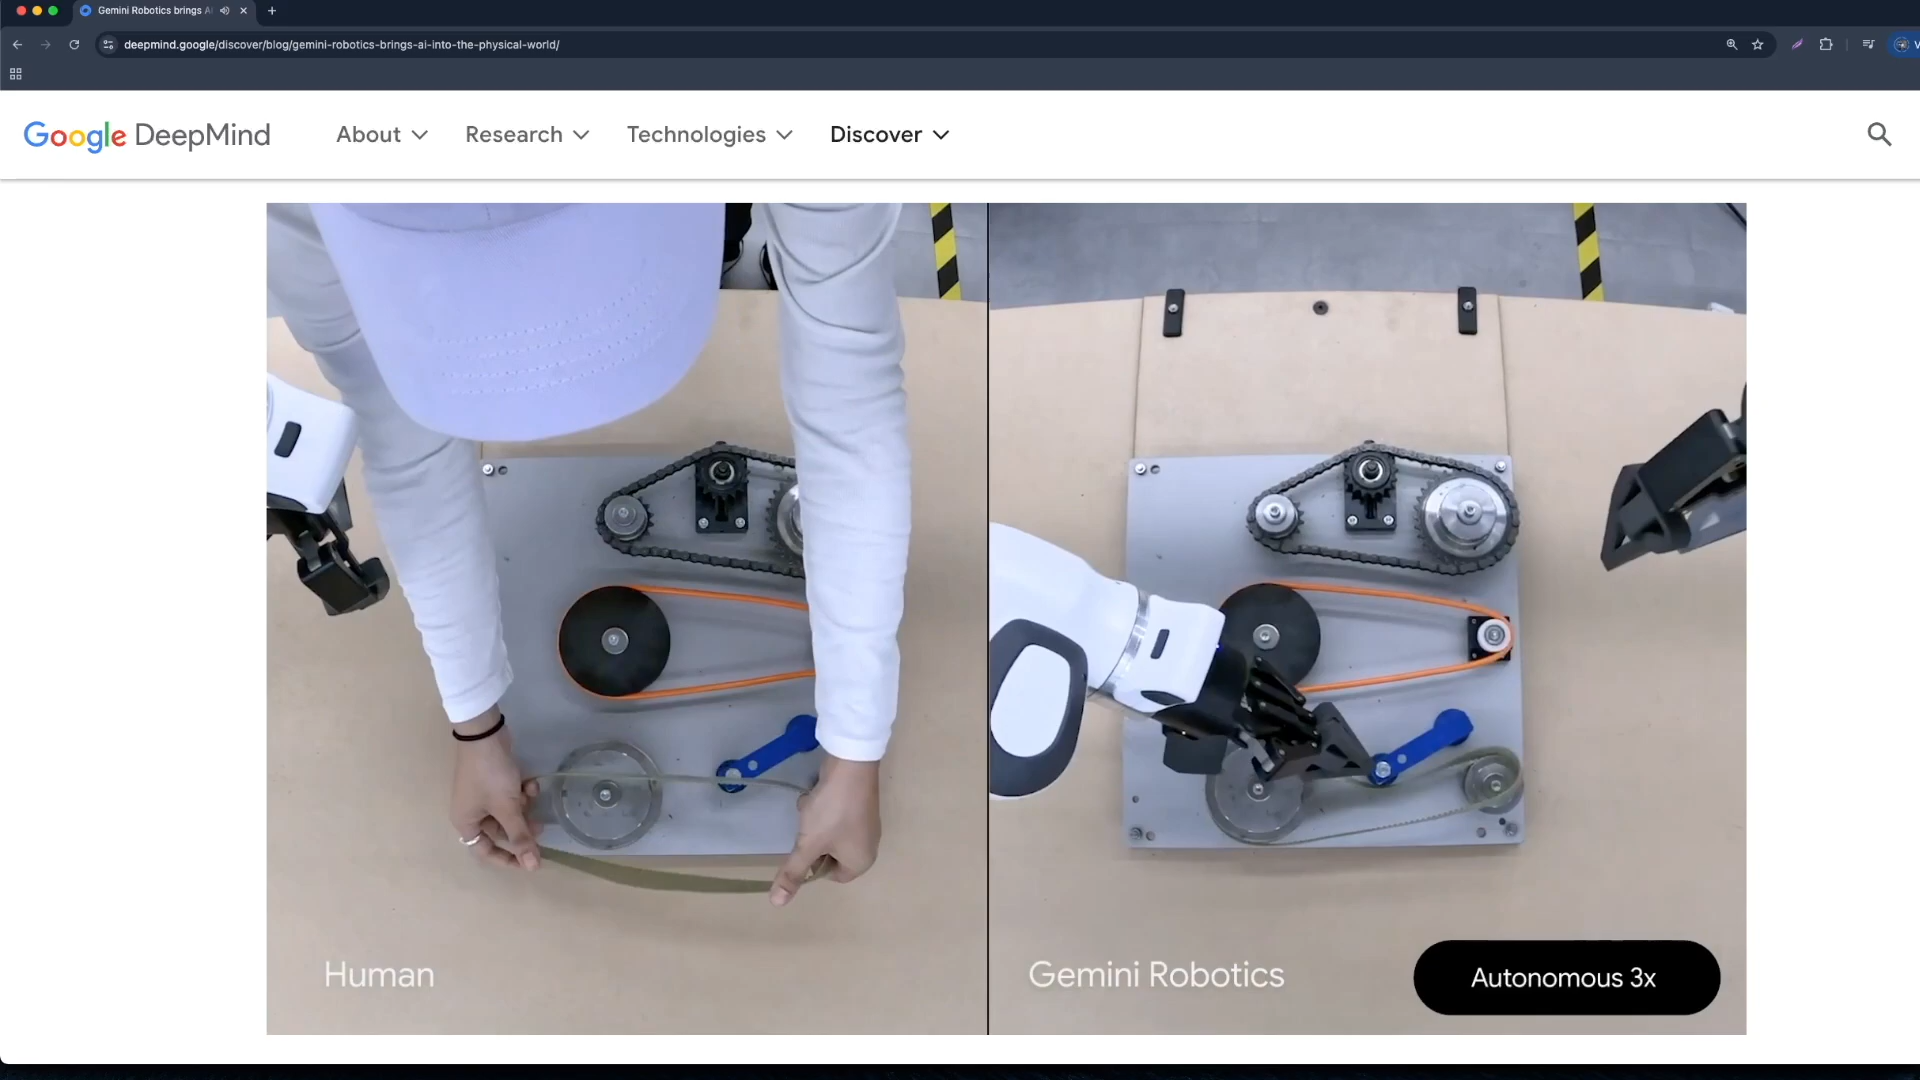 Gemini Robotics brings AI
deepmind.google/discover/blog/gemini-robotics-brings-ai-into-the-physical-world/
Google DeepMind
About
Research
Technologies
Discover
Human
Gemini Robotics
Autonomous 3x